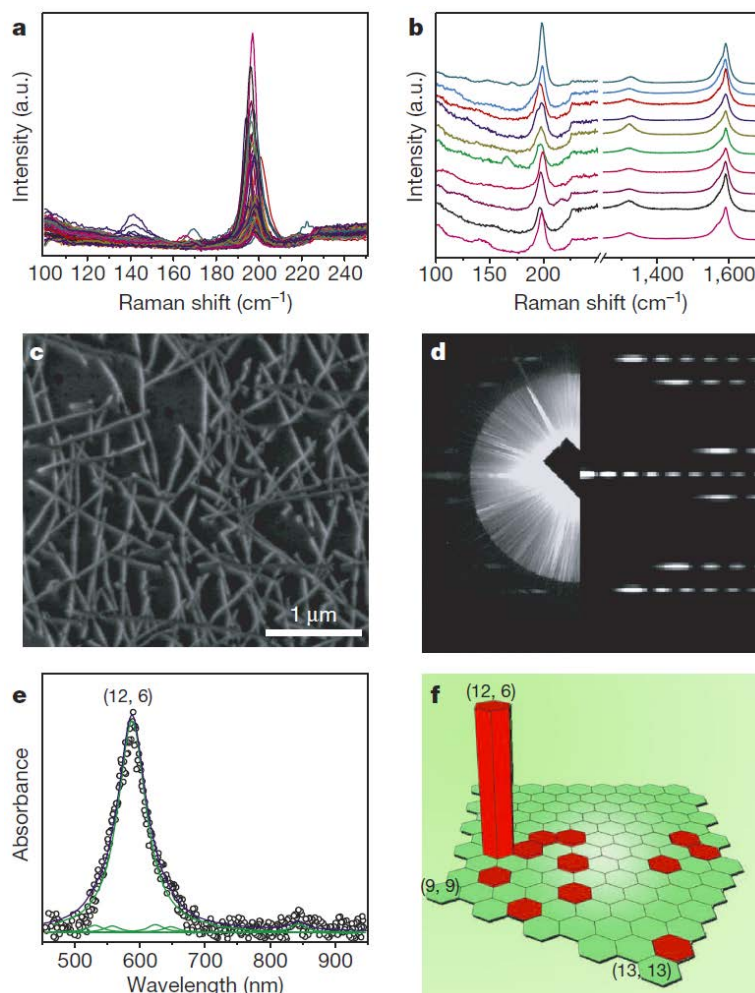 a
Intensity (a.u.)
100 120 140 160 180 200 220 240
Raman shift (cm⁻¹)
b
Intensity (a.u.)
100 150 200 1,400 1,600
Raman shift (cm⁻¹)
c
1 μm
d
e
(12, 6)
Absorbance
500 600 700 800 900
Wavelength (nm)
f
(12, 6)
(9, 9)
(13, 13)